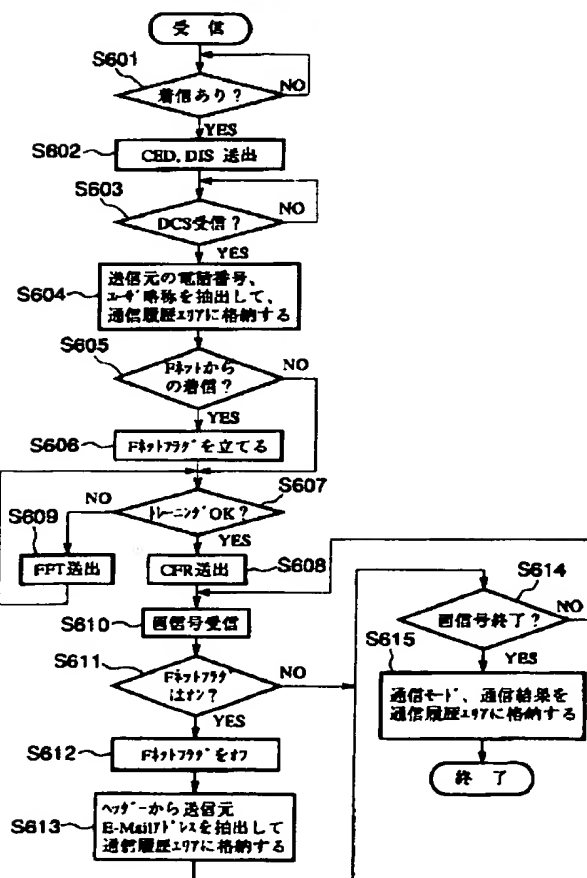 受 信
S601
着信あり?
NO
YES
S602
CED, DIS 送出
S603
DCS受信?
NO
YES
S604
送信元の電話番号、
ユーザ略称を抽出して、
通信履歴エリアに格納する
S605
Fネットから
の着信?
NO
YES
S606
Fネットフラグを立てる
S607
NO
トレーニングOK?
S609
YES
FPT送出
CFR送出
S608
S610
画信号受信
S611
Fネットフラグ
はオン?
NO
YES
S612
FネットフラグをオフS613
ヘッダーから送信元
E-Mailアドレスを抽出して
通信履歴エリアに格納する
S614
画信号終了?
NO
S615
YES
通信モード、通信結果を
通信履歴エリアに格納する
終 了